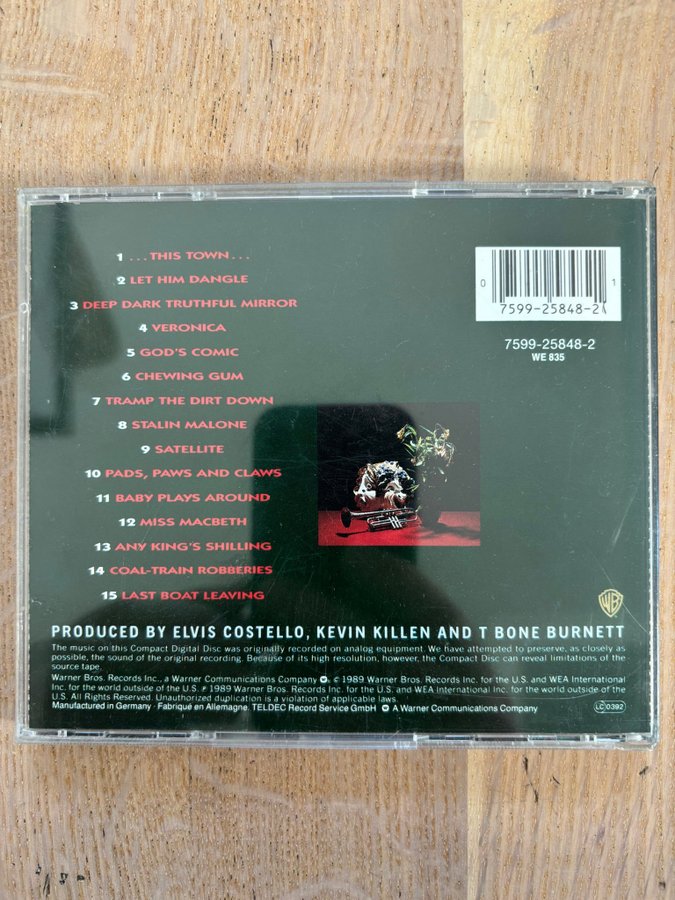 1 ...THIS TOWN...
2 LET HIM DANGLE
3 DEEP DARK TRUTHFUL MIRROR
4 VERONICA
5 GOD'S COMIC
6 CHEWING GUM
7 TRAMP THE DIRT DOWN
8 STALIN MALONE
9 SATELLITE
10 PADS, PAWS AND CLAWS
11 BABY PLAYS AROUND
12 MISS MACBETH
13 ANY KING'S SHILLING
14 COAL-TRAIN ROBBERIES
15 LAST BOAT LEAVING
0 1
7599-25848-2
7599-25848-2
WE 835
WB
PRODUCED BY ELVIS COSTELLO, KEVIN KILLEN AND T BONE BURNETT
The music on this Compact Digital Disc was originally recorded on analog equipment. We have attempted to preserve, as closely as
possible, the sound of the original recording. Because of its high resolution, however, the Compact Disc can reveal limitations of the
source tape.
Warner Bros. Records Inc., a Warner Communications Company. © 1989 Warner Bros. Records Inc. for the U.S. and WEA International
Inc. for the world outside of the U.S. ℗ 1989 Warner Bros. Records Inc. for the U.S. and WEA International Inc. for the world outside of the
U.S. All Rights Reserved. Unauthorized duplication is a violation of applicable laws
Manufactured in Germany · Fabriqué en Allemagne. TELDEC Record Service GmbH A Warner Communications Company
LC 0392